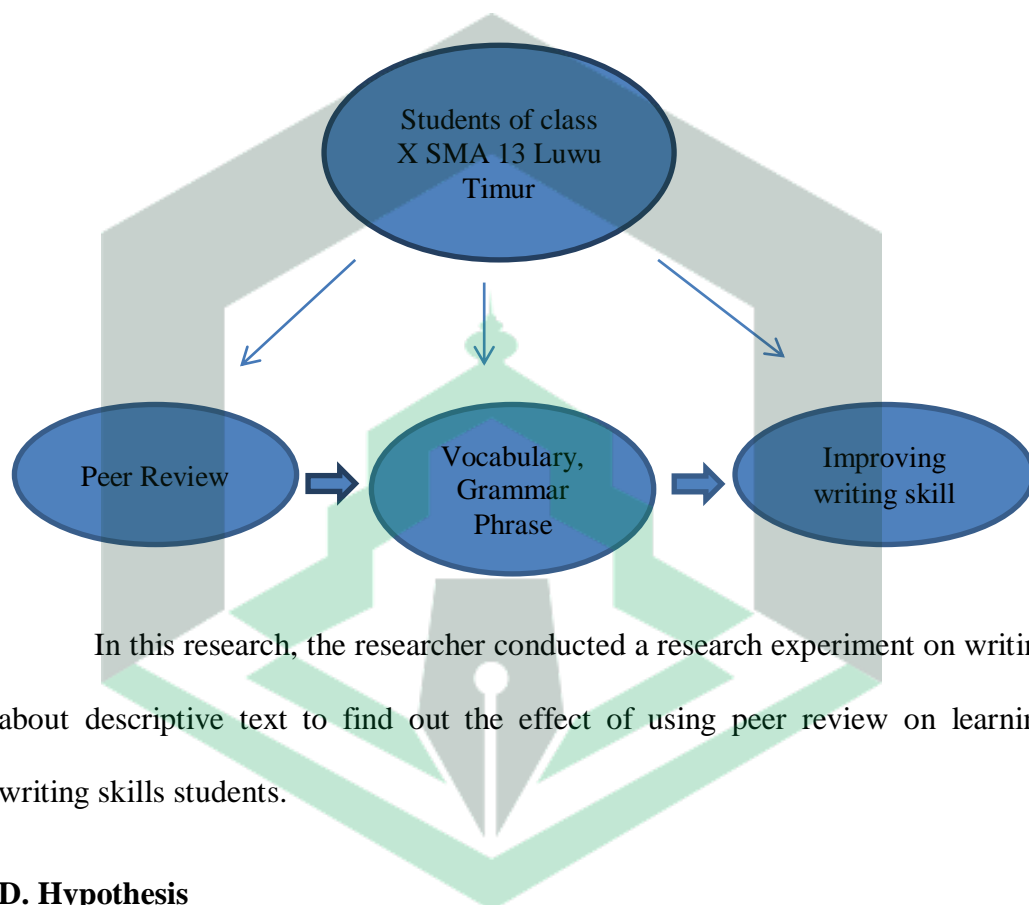 Students of class
X SMA 13 Luwu
Timur
Peer Review
Vocabulary,
Grammar
Phrase
Improving
writing skill
In this research, the researcher conducted a research experiment on writin
about descriptive text to find out the effect of using peer review on learnin
writing skills students.
D. Hypothesis